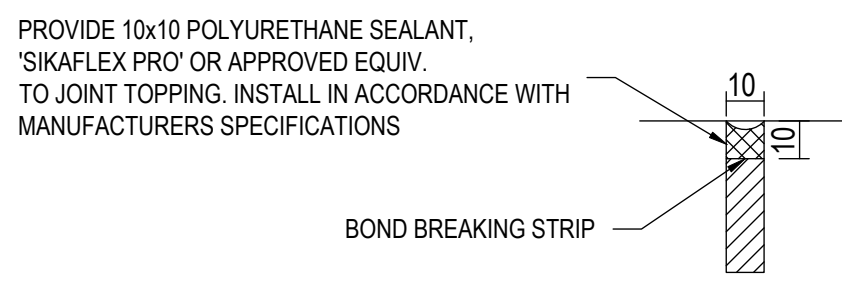 PROVIDE 10x10 POLYURETHANE SEALANT,
'SIKAFLEX PRO' OR APPROVED EQUIV.
TO JOINT TOPPING. INSTALL IN ACCORDANCE WITH
MANUFACTURERS SPECIFICATIONS
10
10
BOND BREAKING STRIP